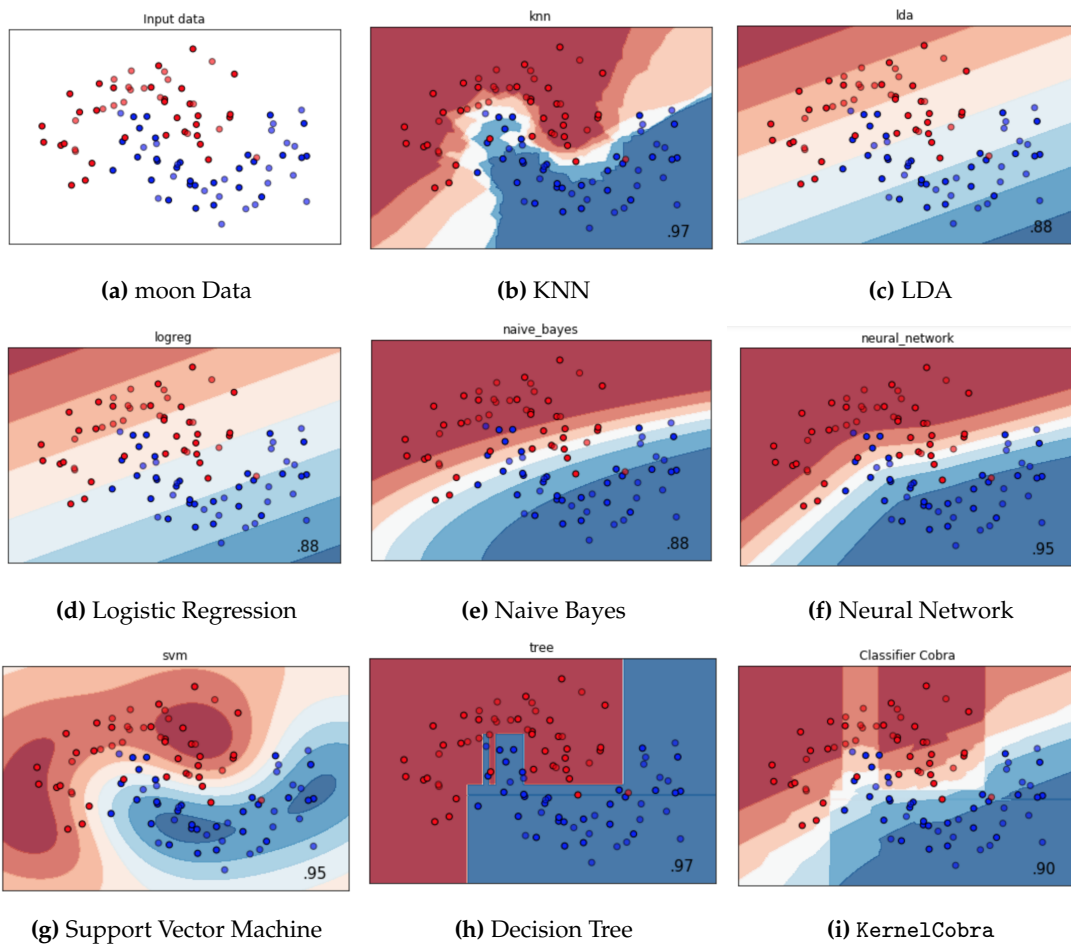 Input data
knn
lda
.97
.88
(a) moon Data
(b) KNN
(c) LDA
logreg
naive_bayes
neural_network
.88
.88
.95
(d) Logistic Regression
(e) Naive Bayes
(f) Neural Network
svm
tree
Classifier Cobra
.95
.97
.90
(g) Support Vector Machine
(h) Decision Tree
(i) KernelCobra